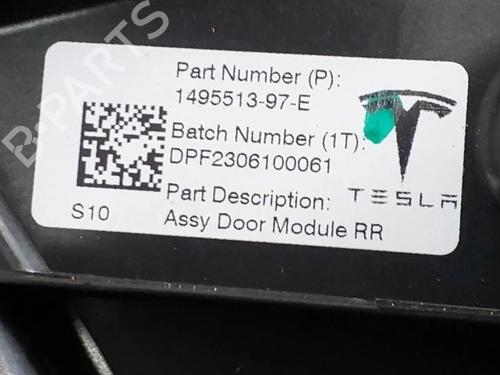 Part Number (P):
1495513-97-E
Batch Number (1T):
DPF2306100061
Part Description:
Assy Door Module RR
S10
TESLA
B-PARTS